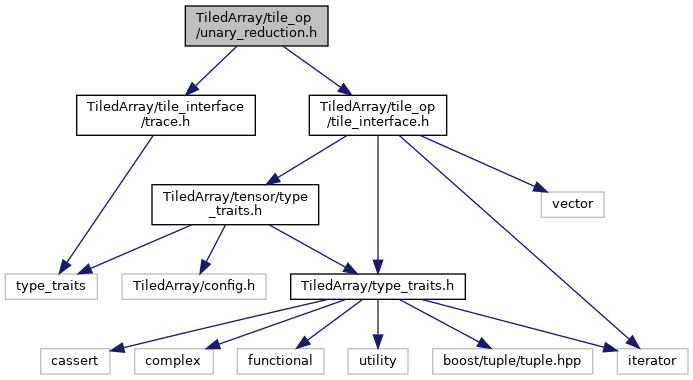 TiledArray/tile_op
/unary_reduction.h
TiledArray/tile_interface
/trace.h
TiledArray/tile_op
/tile_interface.h
TiledArray/tensor/type
_traits.h
vector
type_traits
TiledArray/config.h
TiledArray/type_traits.h
cassert
complex
functional
utility
boost/tuple/tuple.hpp
iterator